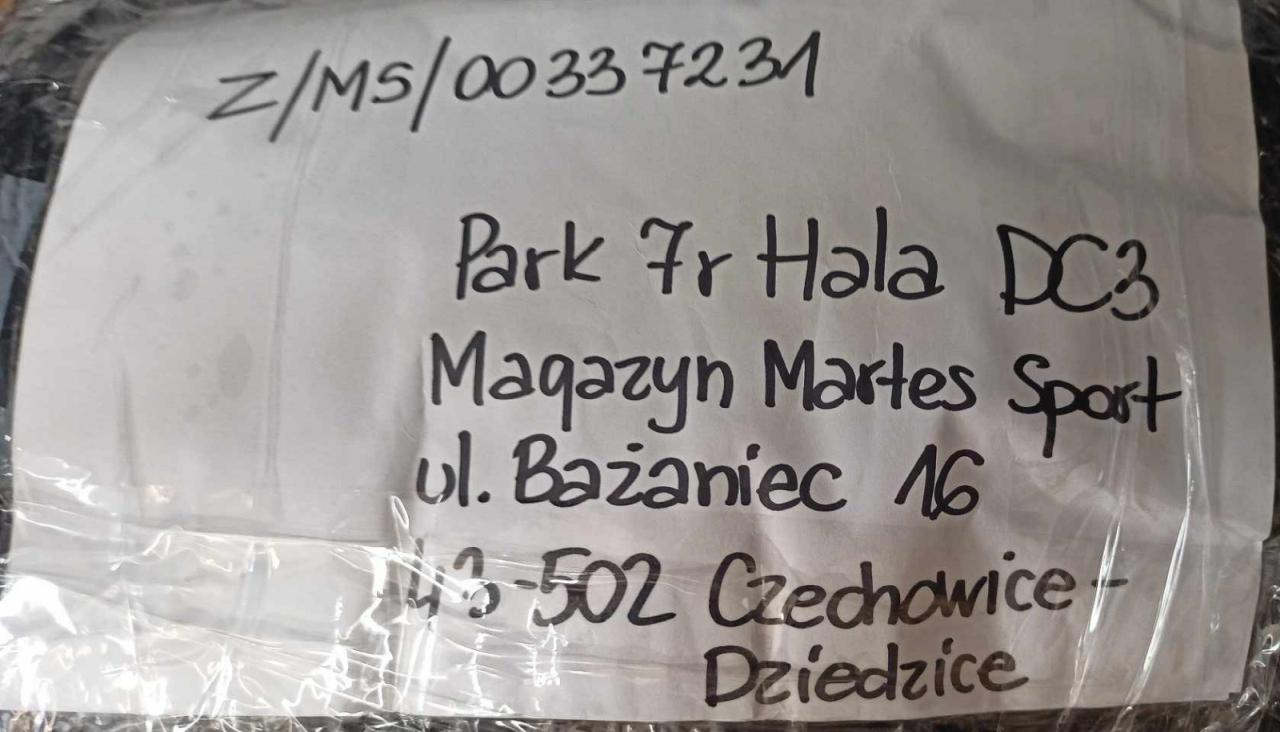 Z/MS/00337231
Park 7r Hala DC3
Magazyn Martes Sport
ul. Bażaniec 16
43-502 Czechowice-
Dziedzice